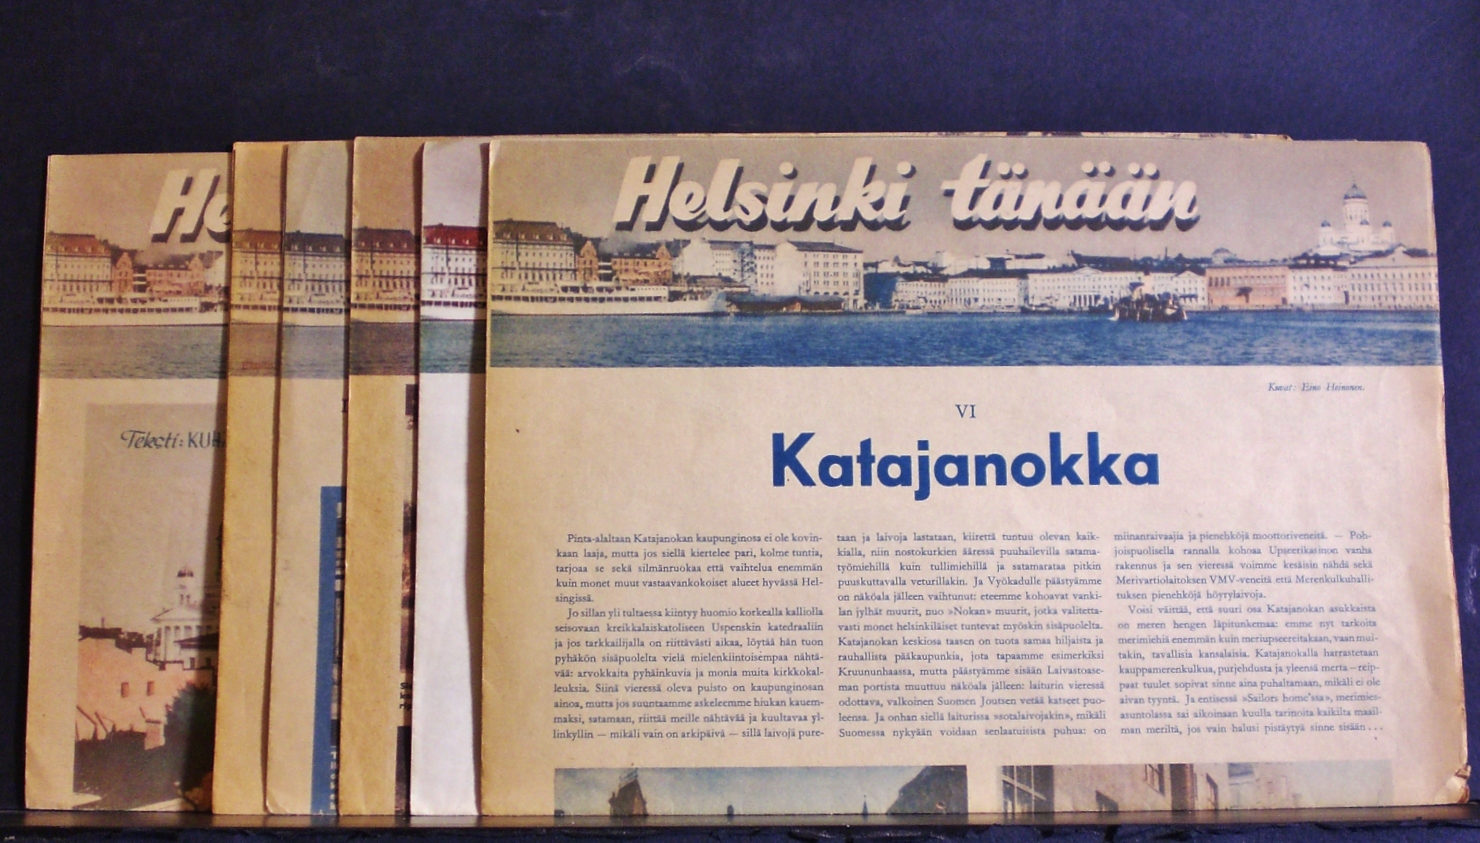 He
Teksti: KUR
Helsinki tänään
Kuvat: Eino Heinonen.
VI
Katajanokka
Pinta-alaltaan Katajanokan kaupunginosa ei ole kovin-
kaan laaja, mutta jos siellä kiertelee pari, kolme tuntia,
tarjoaa se sekä silmänruokaa että vaihtelua enemmän
kuin monet muut vastaavankokoiset alueet hyvässä Hel-
singissä.
Jo sillan yli tultaessa kiintyy huomio korkealla kalliolla
seisovaan kreikkalaiskatoliseen Uspenskin katedraaliin
ja jos tarkkailijalla on riittävästi aikaa, löytää hän tuon
pyhäkön sisäpuolelta vielä mielenkiintoisempaa nähtä-
vää: arvokkaita pyhäinkuvia ja monia muita kirkkokal-
leuksia. Siinä vieressä oleva puisto on kaupunginosan
ainoa, mutta jos suuntaamme askeleemme hiukan kauem-
maksi, satamaan, riittää meille nähtävää ja kuultavaa yl-
linkyllin — mikäli vain on arkipäivä — sillä laivoja pure-
taan ja laivoja lastataan, kiirettä tuntuu olevan kaik-
kialla, niin nostokurkien ääressä puuhailevilla satama-
työmiehillä kuin tullimiehillä ja satamarataa pitkin
puuskuttavalla veturillakin. Ja Vyökadulle päästyämme
on näköala jälleen vaihtunut: eteemme kohoavat vanki-
lan jylhät muurit, nuo »Nokan» muurit, jotka valitetta-
vasti monet helsinkiläiset tuntevat myöskin sisäpuolelta.
Katajanokan keskiosa taasen on tuota samaa hiljaista ja
rauhallista pääkaupunkia, jota tapaamme esimerkiksi
Kruununhaassa, mutta päästyämme sisään Laivastoase-
man portista muuttuu näköala jälleen: laiturin vieressä
odottava, valkoinen Suomen Joutsen vetää katseet puo-
leensa. Ja onhan siellä laiturissa »sotalaivojakin», mikäli
Suomessa nykyään voidaan senlaatuisista puhua: on
miinanraivaajia ja pienehköjä moottoriveneitä. — Poh-
joispuolisella rannalla kohoaa Upseerikasinon vanha
rakennus ja sen vieressä voimme kesäisin nähdä sekä
Merivartiolaitoksen VMV-veneitä että Merenkulkuhalli-
tuksen pienehköjä höyrylaivoja.
Voisi väittää, että suuri osa Katajanokan asukkaista
on meren hengen läpitunkemaa: emme nyt tarkoita
merimiehiä enemmän kuin meriupseereitakaan, vaan mui-
takin, tavallisia kansalaisia. Katajanokalla harrastetaan
kauppamerenkulkua, purjehdusta ja yleensä merta — reip-
paat tuulet sopivat sinne aina puhaltamaan, mikäli ei ole
aivan tyyntä. Ja entisessä »Sailors home'ssa», merimies-
asuntolassa sai aikoinaan kuulla tarinoita kaikilta maail-
man meriltä, jos vain halusi pistäytyä sinne sisään . . .